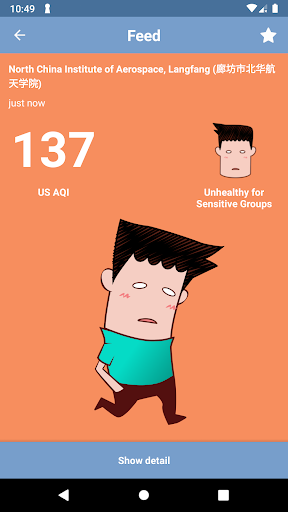 10:49
Feed
North China Institute of Aerospace, Langfang (廊坊市北华航
天学院)
just now
137
US AQI
Unhealthy for
Sensitive Groups
Show detail